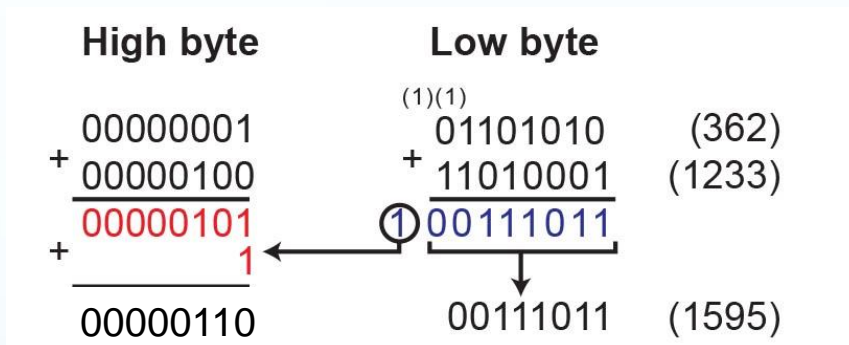 High byte Low byte
(1)(1)
00000001 01101010 (362)
+ +
00000100 11010001 (1233)
00000101 1 00111011
+ 1
00000110 00111011 (1595)